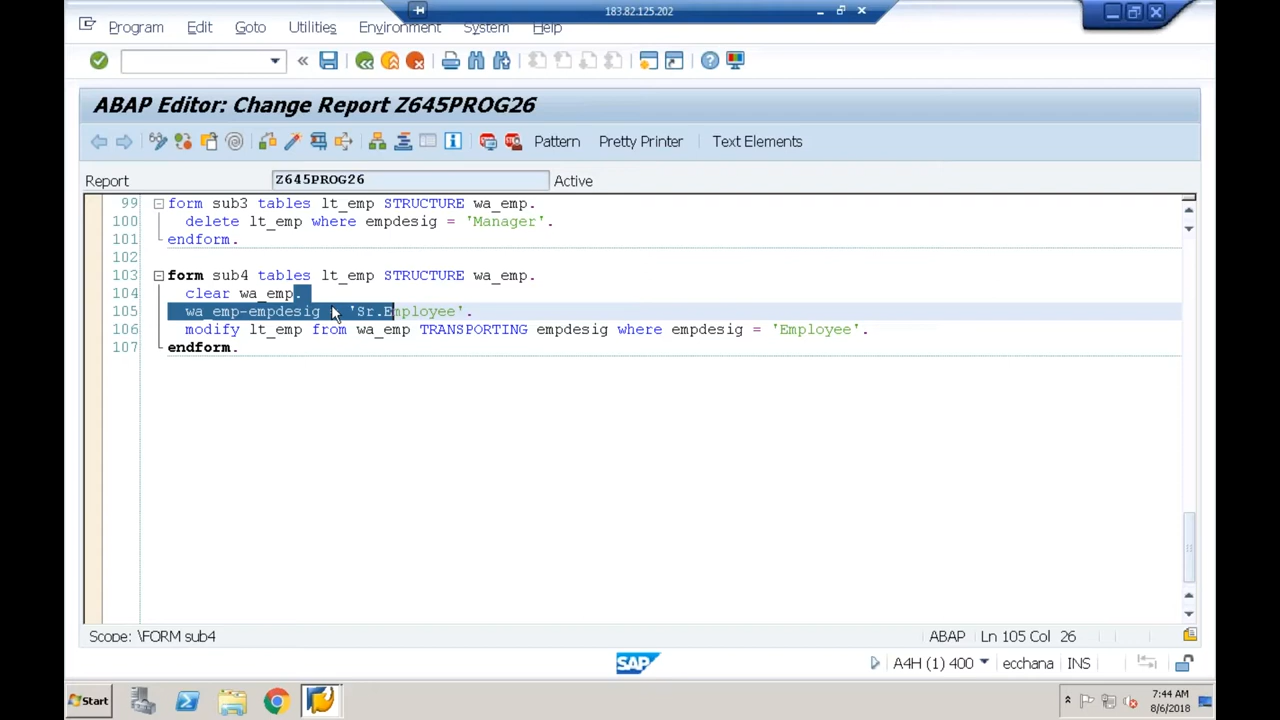 183.82.125.202
Program Edit Goto Utilities Environment System Help
ABAP Editor: Change Report Z645PROG26
Pattern Pretty Printer Text Elements
Report Z645PROG26 Active
99 form sub3 tables lt_emp STRUCTURE wa_emp.
100 delete lt_emp where empdesig = 'Manager'.
101 endform.
102
103 form sub4 tables lt_emp STRUCTURE wa_emp.
104 clear wa_emp.
105 wa_emp-empdesig = 'Sr.Employee'.
106 modify lt_emp from wa_emp TRANSPORTING empdesig where empdesig = 'Employee'.
107 endform.
Scope: \FORM sub4 ABAP Ln 105 Col 26
SAP A4H (1) 400 ecchana INS
Start 7:44 AM
8/6/2018